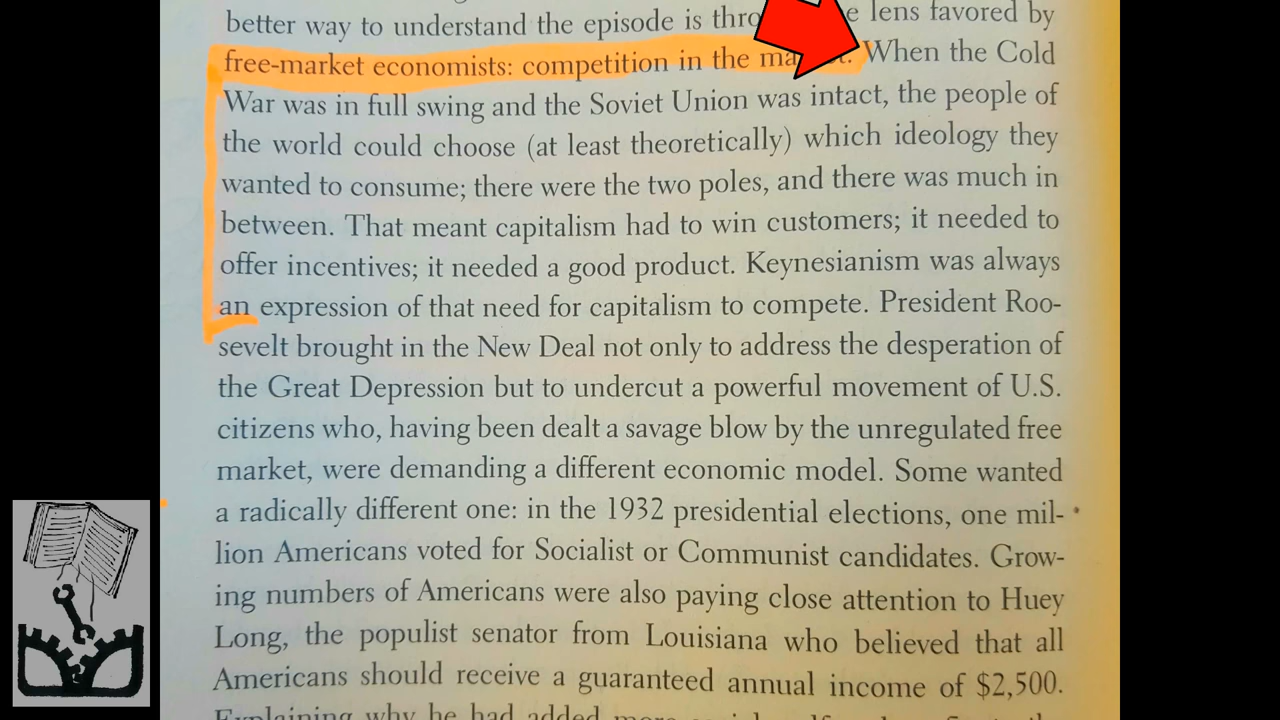 better way to understand the episode is thro e lens favored by
free-market economists: competition in the ma When the Cold
War was in full swing and the Soviet Union was intact, the people of
the world could choose (at least theoretically) which ideology they
wanted to consume; there were the two poles, and there was much in
between. That meant capitalism had to win customers; it needed to
offer incentives; it needed a good product. Keynesianism was always
an expression of that need for capitalism to compete. President Roo-
sevelt brought in the New Deal not only to address the desperation of
the Great Depression but to undercut a powerful movement of U.S.
citizens who, having been dealt a savage blow by the unregulated free
market, were demanding a different economic model. Some wanted
a radically different one: in the 1932 presidential elections, one mil-
lion Americans voted for Socialist or Communist candidates. Grow-
ing numbers of Americans were also paying close attention to Huey
Long, the populist senator from Louisiana who believed that all
Americans should receive a guaranteed annual income of $2,500.
Explaining why he had added more